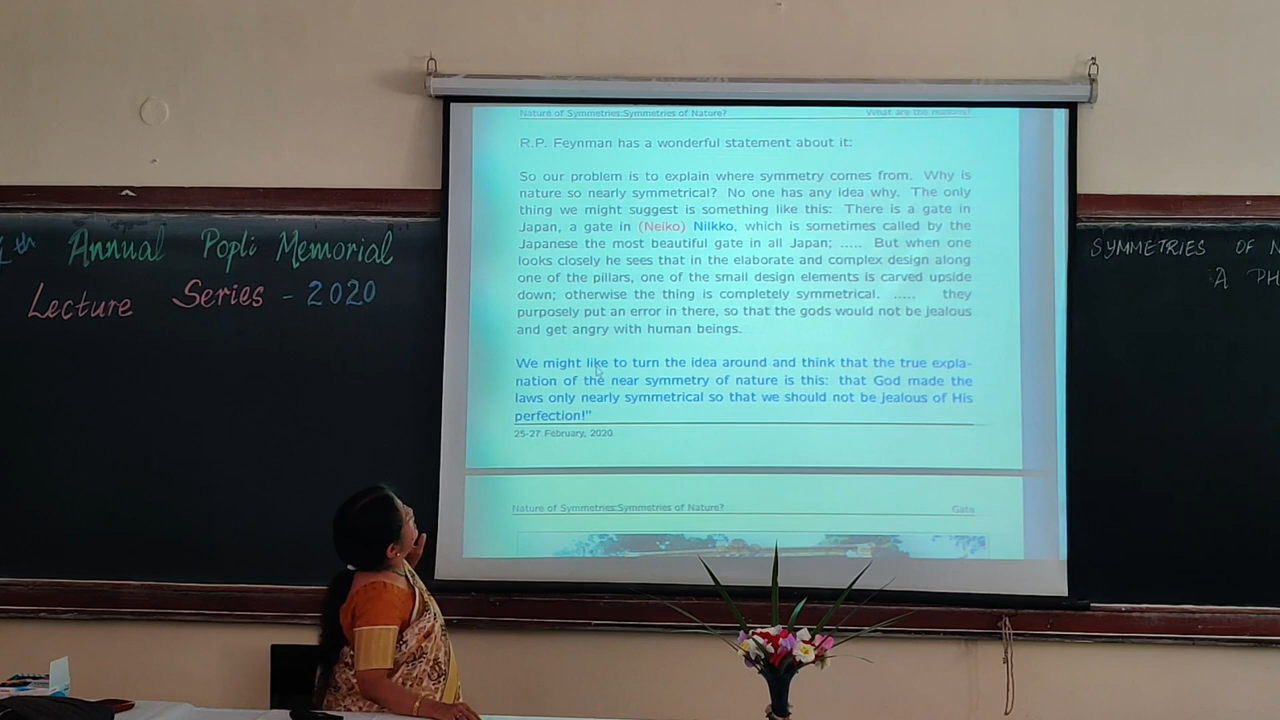 Annual Popli Memorial
Lecture Series - 2020
Nature of Symmetries:Symmetries of Nature? What are the reasons?
R.P. Feynman has a wonderful statement about it:
So our problem is to explain where symmetry comes from. Why is
nature so nearly symmetrical? No one has any idea why. The only
thing we might suggest is something like this: There is a gate in
Japan, a gate in (Neiko) Niikko, which is sometimes called by the
Japanese the most beautiful gate in all Japan; ..... But when one
looks closely he sees that in the elaborate and complex design along
one of the pillars, one of the small design elements is carved upside
down; otherwise the thing is completely symmetrical. ..... they
purposely put an error in there, so that the gods would not be jealous
and get angry with human beings.
We might like to turn the idea around and think that the true expla-
nation of the near symmetry of nature is this: that God made the
laws only nearly symmetrical so that we should not be jealous of His
perfection!"
25-27 February, 2020
Nature of Symmetries:Symmetries of Nature? Gate
SYMMETRIES OF N
: A PH